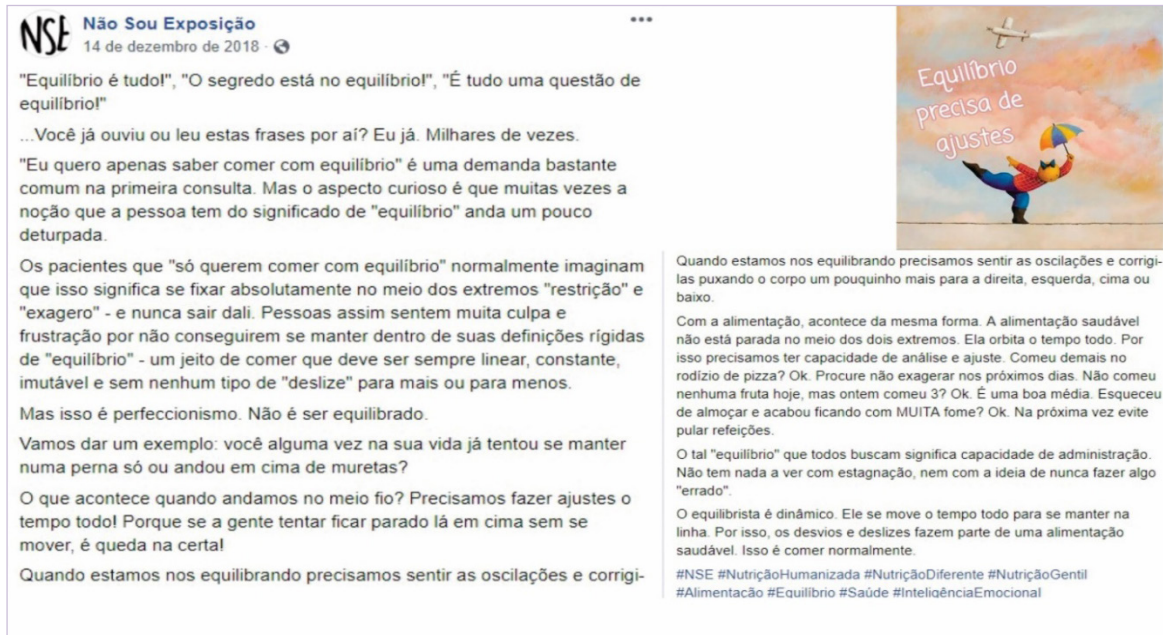 NSE
Não Sou Exposição
14 de dezembro de 2018 ·
"Equilíbrio é tudo!", "O segredo está no equilíbrio!", "É tudo uma questão de
equilíbrio!"
...Você já ouviu ou leu estas frases por aí? Eu já. Milhares de vezes.
"Eu quero apenas saber comer com equilíbrio" é uma demanda bastante
comum na primeira consulta. Mas o aspecto curioso é que muitas vezes a
noção que a pessoa tem do significado de "equilíbrio" anda um pouco
deturpada.
Os pacientes que "só querem comer com equilíbrio" normalmente imaginam
que isso significa se fixar absolutamente no meio dos extremos "restrição" e
"exagero" - e nunca sair dali. Pessoas assim sentem muita culpa e
frustração por não conseguirem se manter dentro de suas definições rígidas
de "equilíbrio" - um jeito de comer que deve ser sempre linear, constante,
imutável e sem nenhum tipo de "deslize" para mais ou para menos.
Mas isso é perfeccionismo. Não é ser equilibrado.
Vamos dar um exemplo: você alguma vez na sua vida já tentou se manter
numa perna só ou andou em cima de muretas?
O que acontece quando andamos no meio fio? Precisamos fazer ajustes o
tempo todo! Porque se a gente tentar ficar parado lá em cima sem se
mover, é queda na certa!
Quando estamos nos equilibrando precisamos sentir as oscilações e corrigi-
Equilíbrio
precisa de
ajustes
Quando estamos nos equilibrando precisamos sentir as oscilações e corrigi-
las puxando o corpo um pouquinho mais para a direita, esquerda, cima ou
baixo.
Com a alimentação, acontece da mesma forma. A alimentação saudável
não está parada no meio dos dois extremos. Ela orbita o tempo todo. Por
isso precisamos ter capacidade de análise e ajuste. Comeu demais no
rodízio de pizza? Ok. Procure não exagerar nos próximos dias. Não comeu
nenhuma fruta hoje, mas ontem comeu 3? Ok. É uma boa média. Esqueceu
de almoçar e acabou ficando com MUITA fome? Ok. Na próxima vez evite
pular refeições.
O tal "equilíbrio" que todos buscam significa capacidade de administração.
Não tem nada a ver com estagnação, nem com a ideia de nunca fazer algo
"errado".
O equilibrista é dinâmico. Ele se move o tempo todo para se manter na
linha. Por isso, os desvios e deslizes fazem parte de uma alimentação
saudável. Isso é comer normalmente.
#NSE #NutriçãoHumanizada #NutriçãoDiferente #NutriçãoGentil
#Alimentação #Equilíbrio #Saúde #InteligênciaEmocional